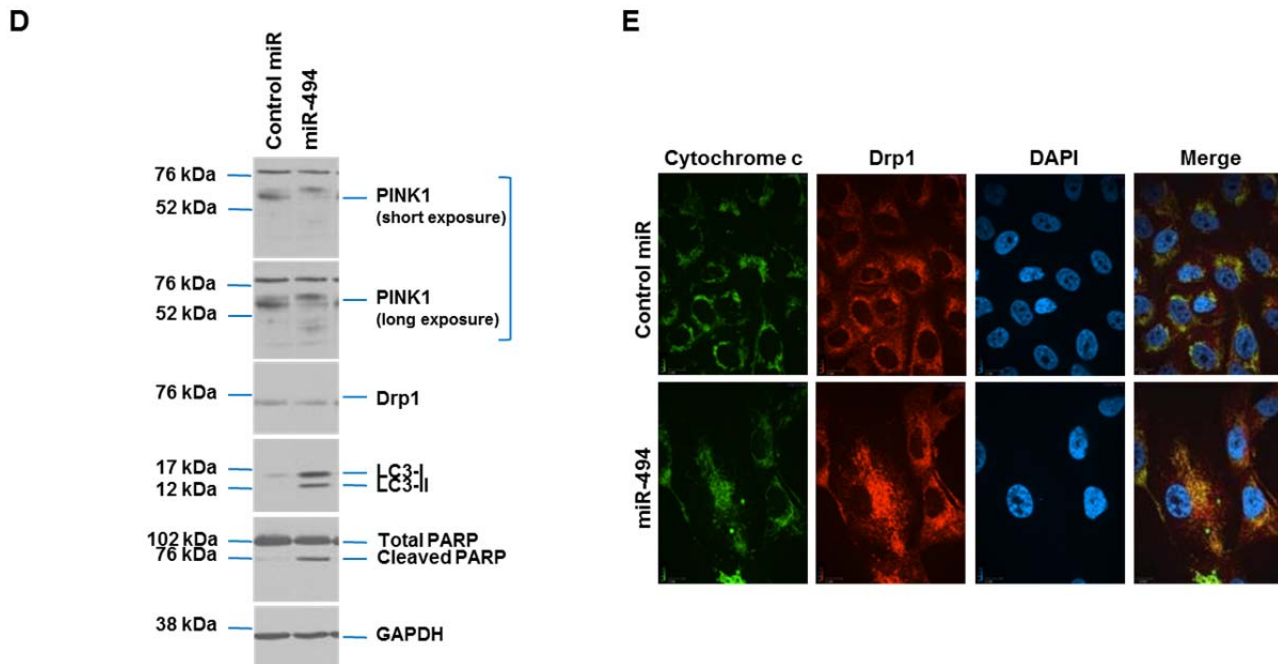 D
E
Control miR
miR-494
76 kDa
52 kDa
PINK1
(short exposure)
76 kDa
52 kDa
PINK1
(long exposure)
76 kDa
Drp1
17 kDa
12 kDa
LC3-I
LC3-II
102 kDa
76 kDa
Total PARP
Cleaved PARP
38 kDa
GAPDH
Cytochrome c
Drp1
DAPI
Merge
Control miR
miR-494